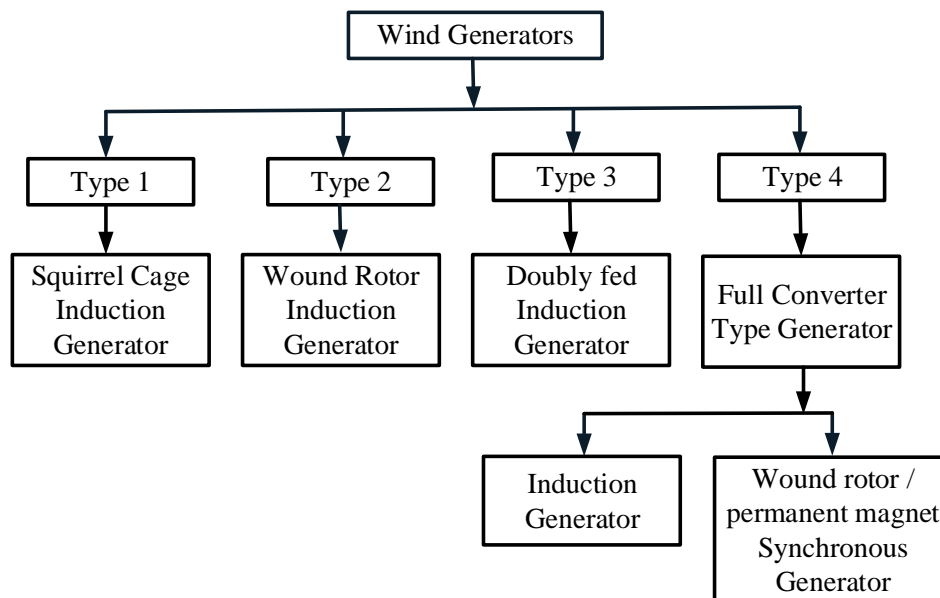 Wind Generators
Type 1
Type 2
Type 3
Type 4
Squirrel Cage
Induction
Generator
Wound Rotor
Induction
Generator
Doubly fed
Induction
Generator
Full Converter
Type Generator
Induction
Generator
Wound rotor /
permanent magnet
Synchronous
Generator